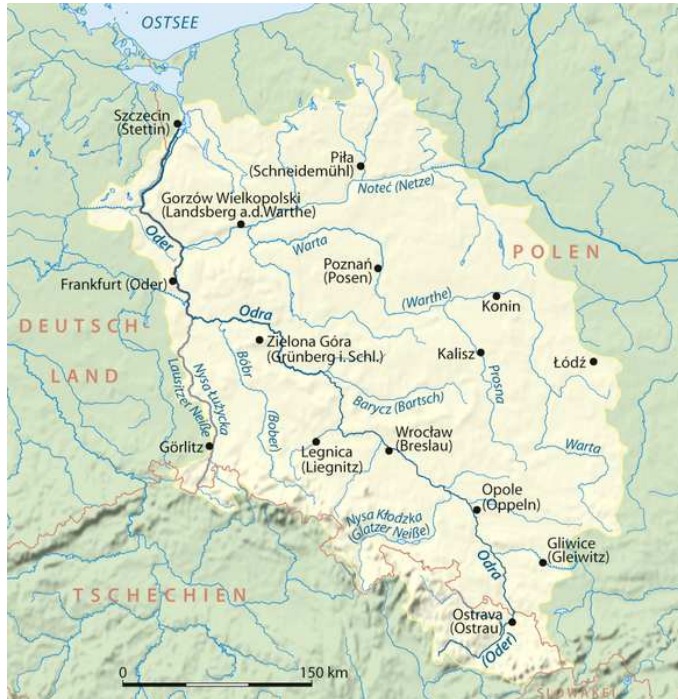 OSTSEE
Szczecin
(Stettin)
Piła
(Schneidemühl)
Noteć (Netze)
Gorzów Wielkopolski
(Landsberg a.d.Warthe)
Oder
Warta
POLEN
Poznań
(Posen)
Frankfurt (Oder)
(Warthe)
Konin
Odra
DEUTSCH-
LAND
Zielona Góra
(Grünberg i. Schl.)
Kalisz
Łódź
Bóbr
(Bober)
Prosna
Nysa Łużycka
Lausitzer Neiße
Barycz (Bartsch)
Görlitz
Legnica
(Liegnitz)
Wrocław
(Breslau)
Warta
Opole
(Oppeln)
Nysa Kłodzka
(Glatzer Neiße)
Odra
Gliwice
(Gleiwitz)
TSCHECHIEN
Ostrava
(Ostrau)
(Oder)
0 150 km
SLOWAKEI